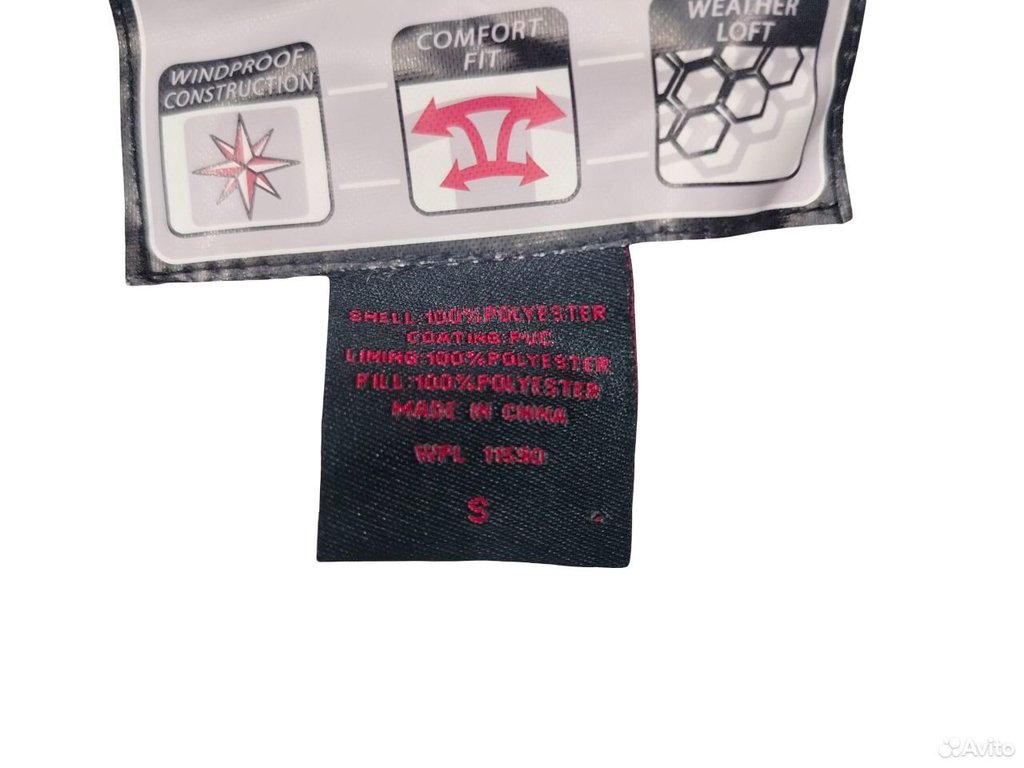 WINDPROOF
CONSTRUCTION
COMFORT
FIT
WEATHER
LOFT
SHELL:100%POLYESTER
COATING:PVC
LINING:100%POLYESTER
FILL:100%POLYESTER
MADE IN CHINA
WPL 11590
S
Avito